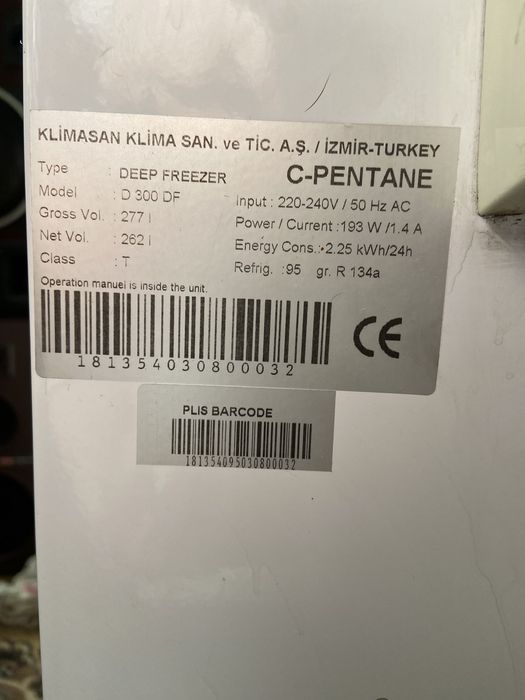 KLİMASAN KLİMA SAN. ve TİC. A.Ş. / İZMİR-TURKEY
Type : DEEP FREEZER C-PENTANE
Model : D 300 DF Input : 220-240V / 50 Hz AC
Gross Vol. : 277 l Power / Current :193 W /1.4 A
Net Vol. : 262 l Energy Cons.: 2.25 kWh/24h
Class : T Refrig. :95 gr. R 134a
Operation manuel is inside the unit.
CE
181354030800032
PLIS BARCODE
181354095030800032